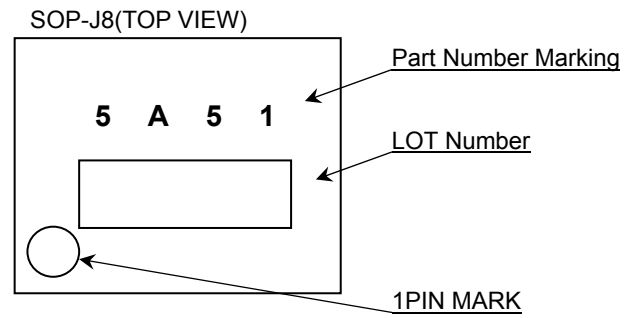 SOP-J8(TOP VIEW)
Part Number Marking
5 A 5 1
LOT Number
1PIN MARK